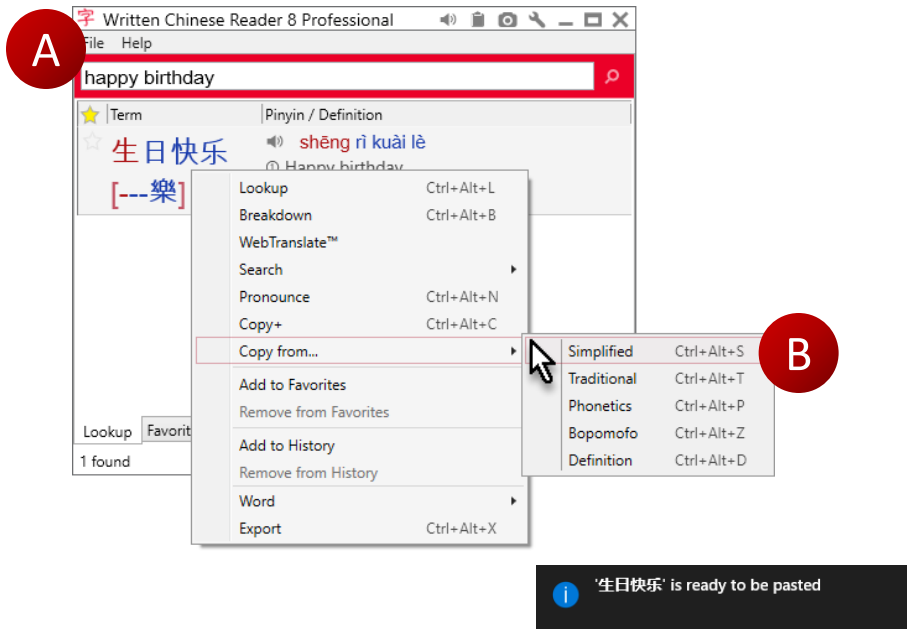 字 Written Chinese Reader 8 Professional
A
File Help
happy birthday
Term Pinyin / Definition
生日快乐 shēng rì kuài lè
[---樂] ① Happy birthday
Lookup Ctrl+Alt+L
Breakdown Ctrl+Alt+B
WebTranslate™
Search
Pronounce Ctrl+Alt+N
Copy+ Ctrl+Alt+C
Copy from...
Add to Favorites
Remove from Favorites
Add to History
Remove from History
Word
Export Ctrl+Alt+X
B
Simplified Ctrl+Alt+S
Traditional Ctrl+Alt+T
Phonetics Ctrl+Alt+P
Bopomofo Ctrl+Alt+Z
Definition Ctrl+Alt+D
Lookup Favorit
1 found
'生日快乐' is ready to be pasted